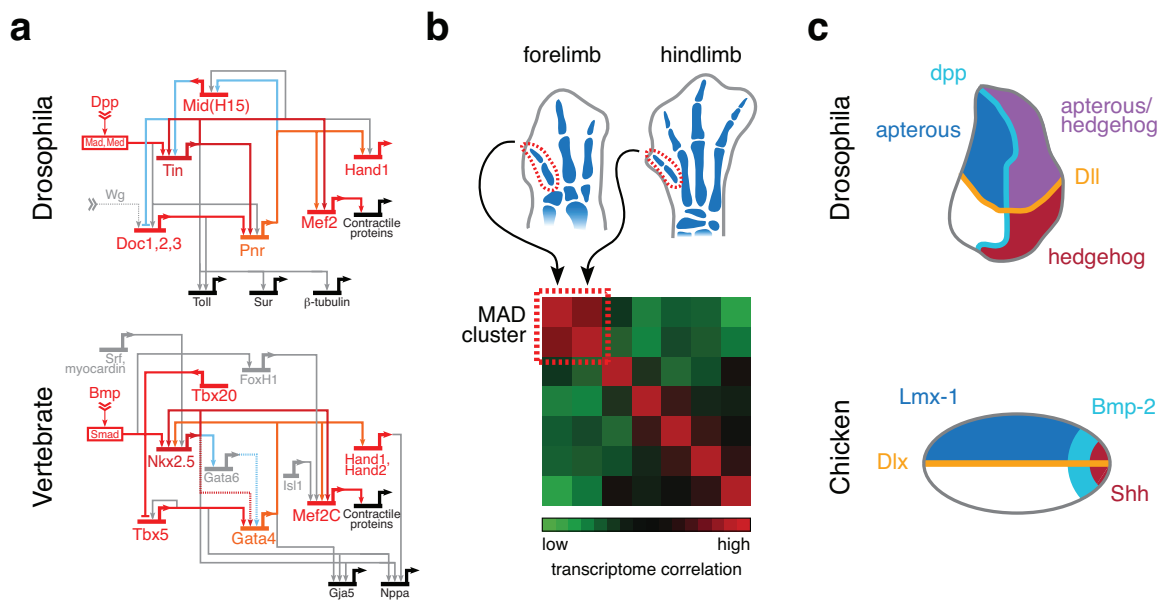 a
Drosophila
Dpp
Mad, Med
Mid(H15)
Tin
Hand1
Wg
Doc1,2,3
Pnr
Mef2
Contractile
proteins
Toll
Sur
β-tubulin
Vertebrate
Srf,
myocardin
FoxH1
Bmp
Tbx20
Smad
Nkx2.5
Gata6
Isl1
Hand1,
Hand2
Mef2C
Contractile
proteins
Tbx5
Gata4
Gja5
Nppa
b
forelimb
hindlimb
MAD
cluster
low
high
transcriptome correlation
c
Drosophila
dpp
apterous
apterous/
hedgehog
Dll
hedgehog
Chicken
Lmx-1
Bmp-2
Dlx
Shh